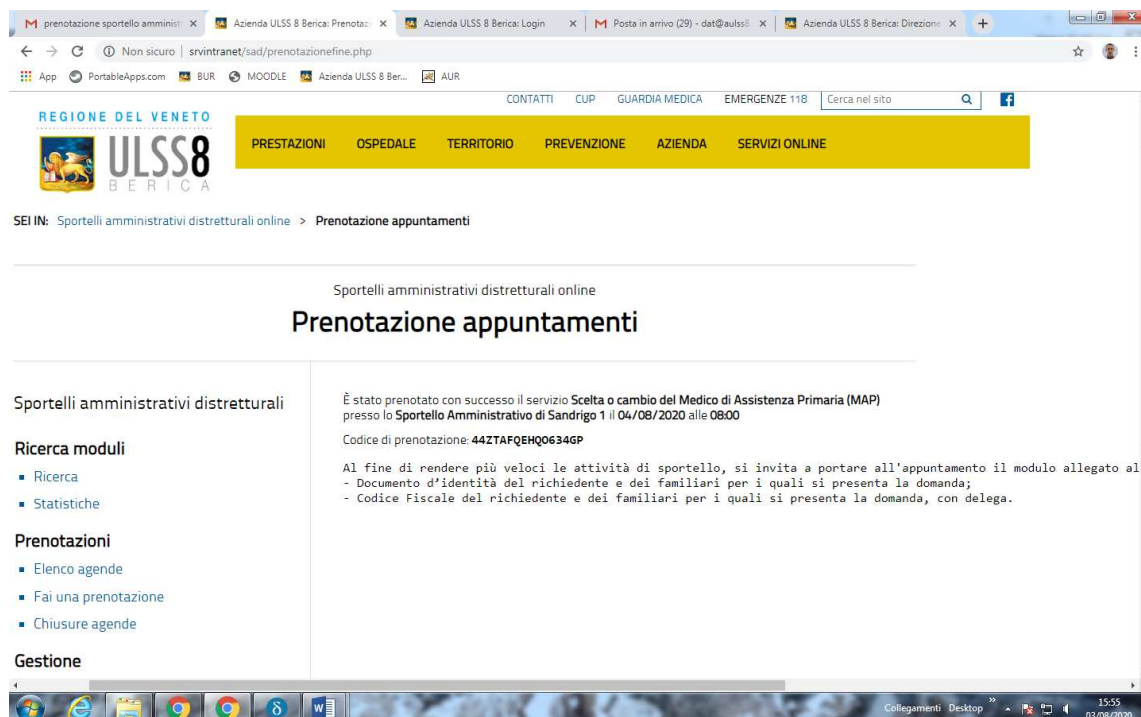 prenotazione sportello amminist
Azienda ULSS 8 Berica: Prenotaz
Azienda ULSS 8 Berica: Login
Posta in arrivo (29) - dat@aulss8
Azienda ULSS 8 Berica: Direzione
Non sicuro | srvintranet/sad/prenotazionefine.php
App PortableApps.com BUR MOODLE Azienda ULSS 8 Ber... AUR
CONTATTI CUP GUARDIA MEDICA EMERGENZE 118 Cerca nel sito
REGIONE DEL VENETO
ULSS8
BERICA
PRESTAZIONI OSPEDALE TERRITORIO PREVENZIONE AZIENDA SERVIZI ONLINE
SEI IN: Sportelli amministrativi distretturali online > Prenotazione appuntamenti
Sportelli amministrativi distretturali online
Prenotazione appuntamenti
Sportelli amministrativi distretturali
Ricerca moduli
Ricerca
Statistiche
Prenotazioni
Elenco agende
Fai una prenotazione
Chiusure agende
Gestione
È stato prenotato con successo il servizio Scelta o cambio del Medico di Assistenza Primaria (MAP)
presso lo Sportello Amministrativo di Sandrigo 1 il 04/08/2020 alle 08:00
Codice di prenotazione: 44ZTAFQEHQO634GP
Al fine di rendere più veloci le attività di sportello, si invita a portare all'appuntamento il modulo allegato al
- Documento d’identità del richiedente e dei familiari per i quali si presenta la domanda;
- Codice Fiscale del richiedente e dei familiari per i quali si presenta la domanda, con delega.
Collegamenti Desktop » 15:55
03/08/2020